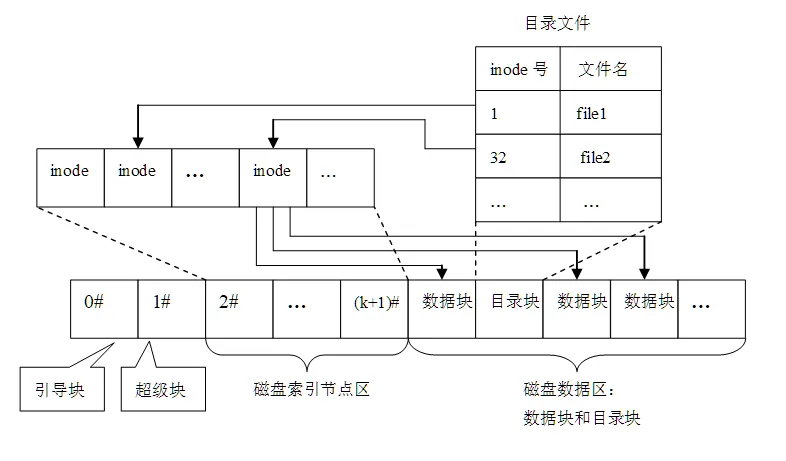 目录文件
inode 号 文件名
1 file1
32 file2
… …
inode inode … inode …
0# 1# 2# … (k+1)# 数据块 目录块 数据块 数据块 …
引导块 超级块 磁盘索引节点区 磁盘数据区：
数据块和目录块